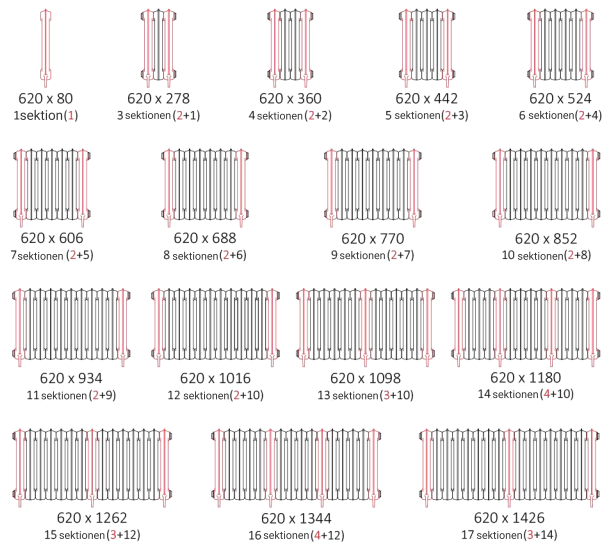 620 x 80
1sektion(1)
620 x 278
3 sektionen(2+1)
620 x 360
4 sektionen(2+2)
620 x 442
5 sektionen(2+3)
620 x 524
6 sektionen(2+4)
620 x 606
7 sektionen (2+5)
620 x 688
8 sektionen(2+6)
620 x 770
9 sektionen(2+7)
620 x 852
10 sektionen(2+8)
620 x 934
11 sektionen(2+9)
620 x 1016
12 sektionen(2+10)
620 x 1098
13 sektionen(3+10)
620 x 1180
14 sektionen(4+10)
620 x 1262
15 sektionen(3+12)
620 x 1344
16 sektionen(4+12)
620 x 1426
17 sektionen(3+14)